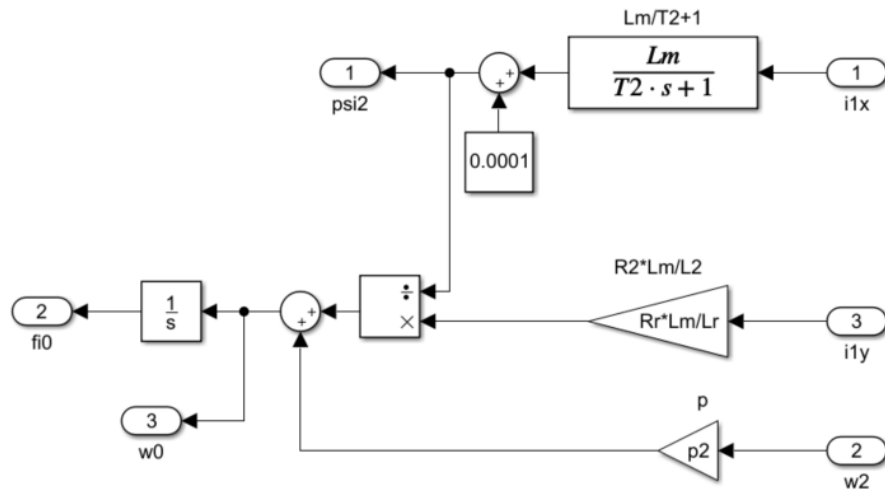 Lm/T2+1
Lm
T2 · s + 1
1
psi2
+
+
1
i1x
0.0001
R2*Lm/L2
÷
×
Rr*Lm/Lr
3
i1y
2
fi0
1
s
+
+
3
w0
p
p2
2
w2